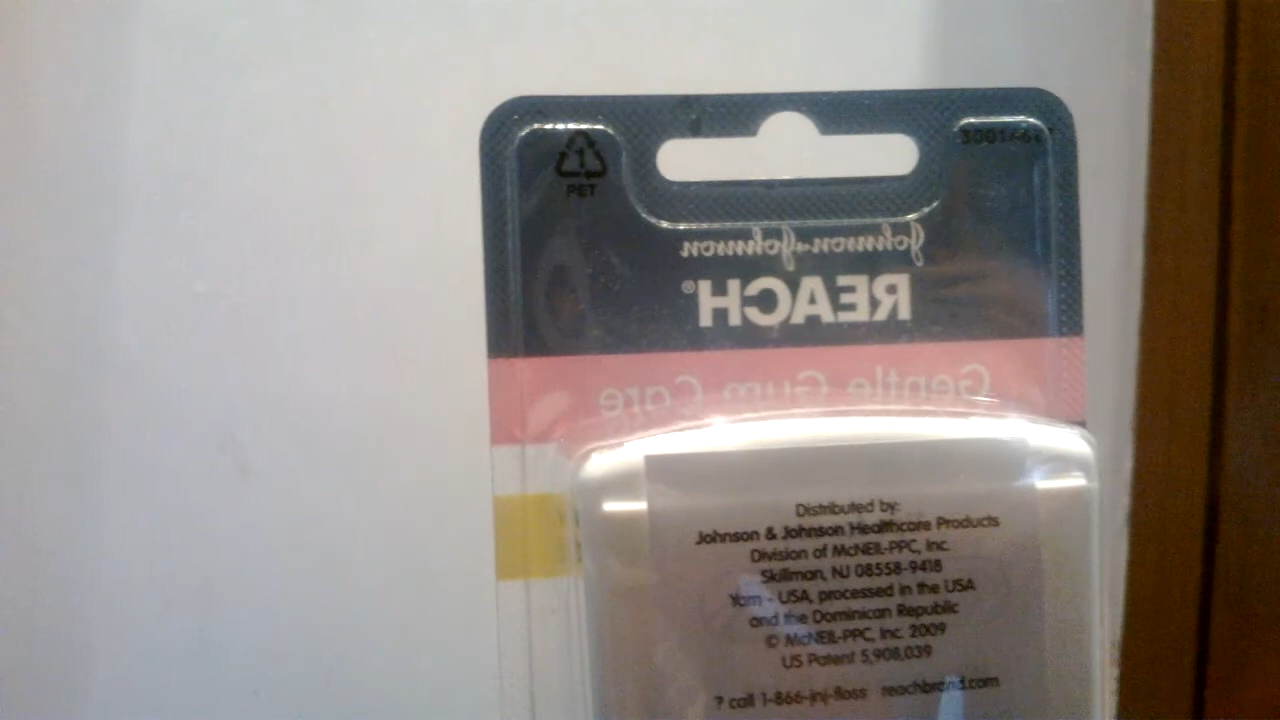 1
PET
Johnson & Johnson
REACH®
Gentle Gum Care
Distributed by:
Johnson & Johnson Healthcare Products
Division of McNEIL-PPC, Inc.
Skillman, NJ 08558-9418
Yarn - USA, processed in the USA
and the Dominican Republic
© McNEIL-PPC, Inc. 2009
US Patent 5,908,039
? call 1-866-jnj-floss reachbrand.com